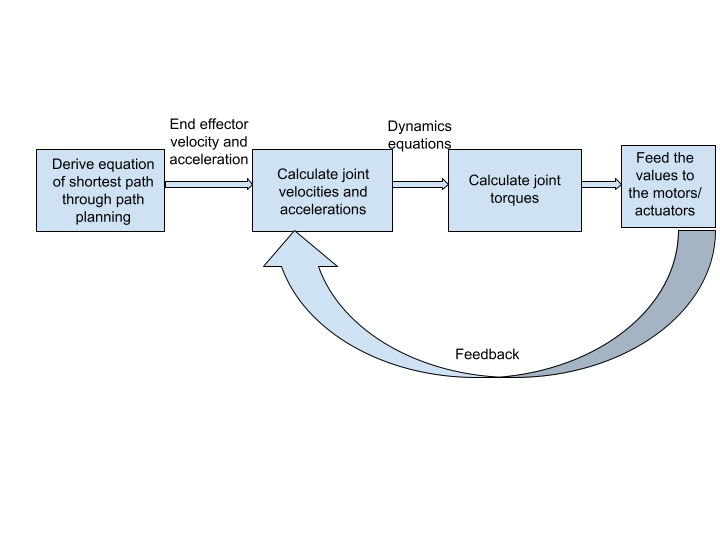 End effector
velocity and
acceleration
Dynamics
equations
Derive equation
of shortest path
through path
planning
Calculate joint
velocities and
accelerations
Calculate joint
torques
Feed the
values to
the motors/
actuators
Feedback